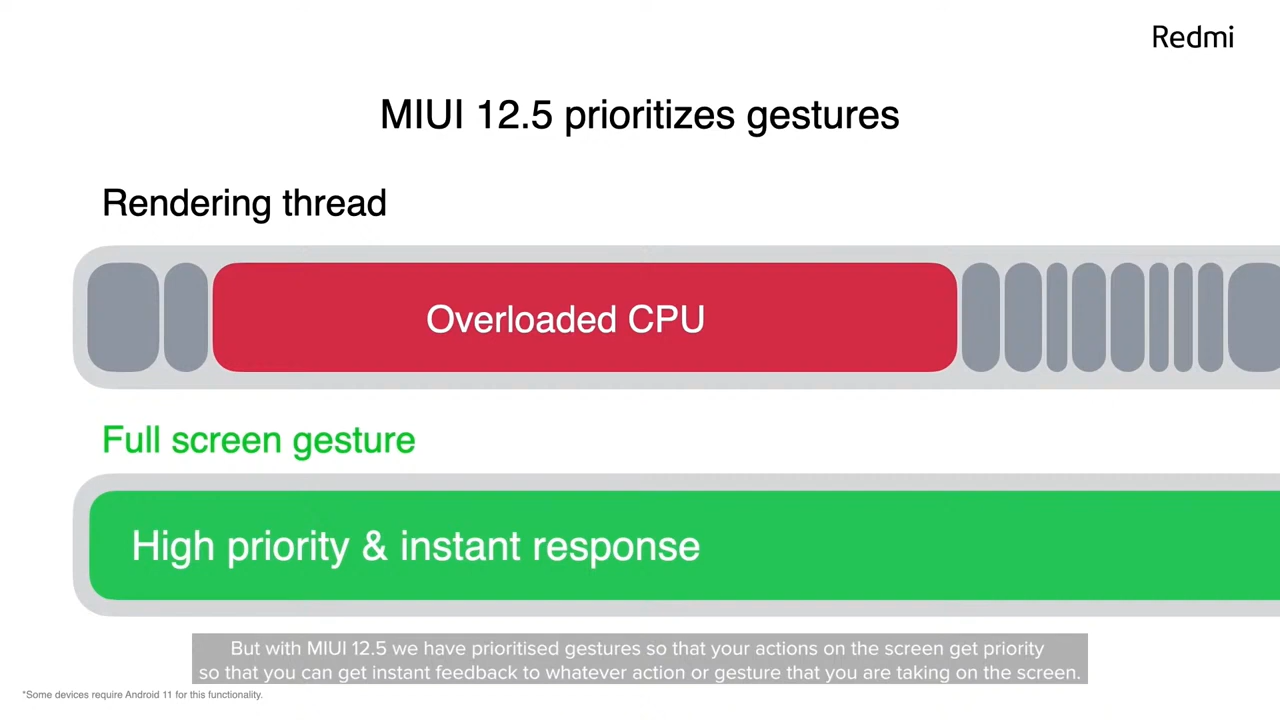 Redmi
MIUI 12.5 prioritizes gestures
Rendering thread
Overloaded CPU
Full screen gesture
High priority & instant response
But with MIUI 12.5 we have prioritised gestures so that your actions on the screen get priority
so that you can get instant feedback to whatever action or gesture that you are taking on the screen.
*Some devices require Android 11 for this functionality.